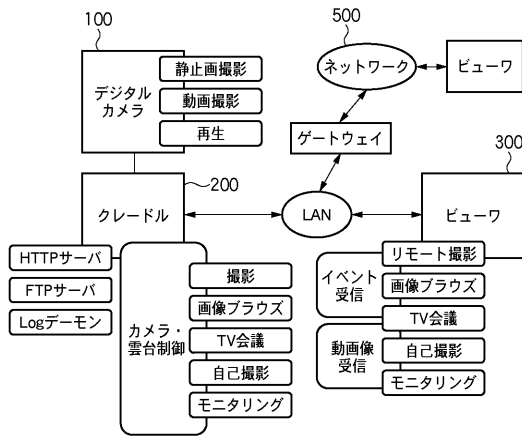 100
デジタル
カメラ
静止画撮影
動画撮影
再生
500
ネットワーク
ビューワ
ゲートウェイ
200
クレードル
LAN
300
ビューワ
HTTPサーバ
FTPサーバ
Logデーモン
カメラ・
雲台制御
撮影
画像ブラウズ
TV会議
自己撮影
モニタリング
イベント
受信
動画像
受信
リモート撮影
画像ブラウズ
TV会議
自己撮影
モニタリング